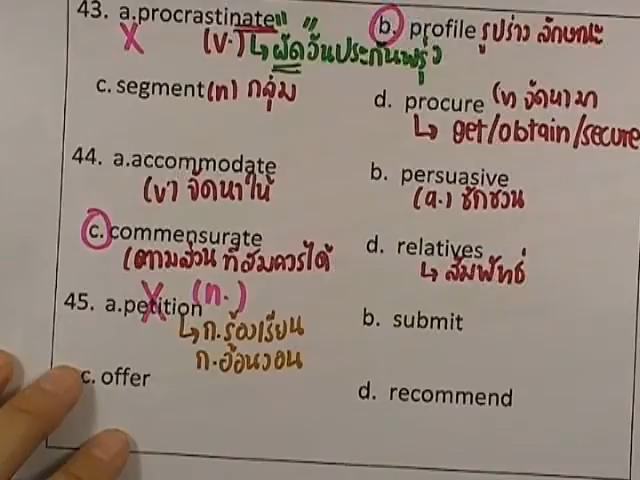 43. a.procrastinate b. profile รูปร่าง ลักษณะ
X (v.) ↳ ผัดวันประกันพรุ่ง
c. segment (n) กลุ่ม d. procure (v) จัดหามา
↳ get/obtain/secure
44. a.accommodate b. persuasive
(v) จัดหาให้ (a.) ชักชวน
c. commensurate d. relatives
(ตามส่วน ที่สมควรได้ ↳ สัมพัทธ์
45. a.petition (n.) b. submit
↳ ก.ร้องเรียน
ก.อ้อนวอน
c. offer d. recommend